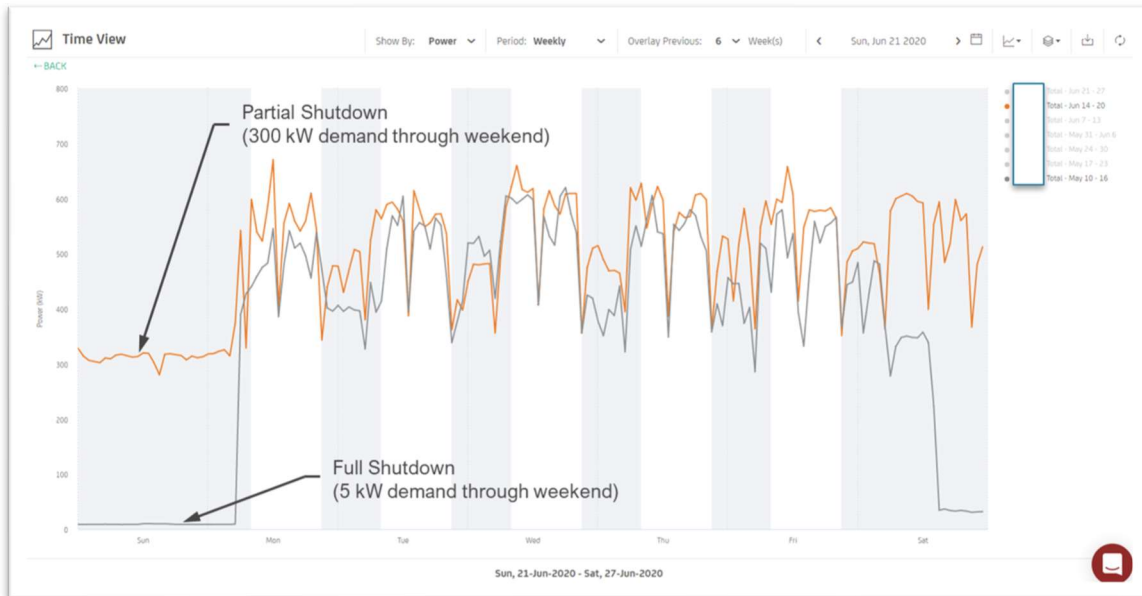 Time View
Show By: Power
Period: Weekly
Overlay Previous: 6 Week(s)
Sun, Jun 21 2020
←BACK
Total - Jun 21 - 27
Total - Jun 14 - 20
Total - Jun 7 - 13
Total - May 31 - Jun 6
Total - May 24 - 30
Total - May 17 - 23
Total - May 10 - 16
Partial Shutdown
(300 kW demand through weekend)
Full Shutdown
(5 kW demand through weekend)
Power (kW)
800
700
600
500
400
300
200
100
0
Sun Mon Tue Wed Thu Fri Sat
Sun, 21-Jun-2020 - Sat, 27-Jun-2020